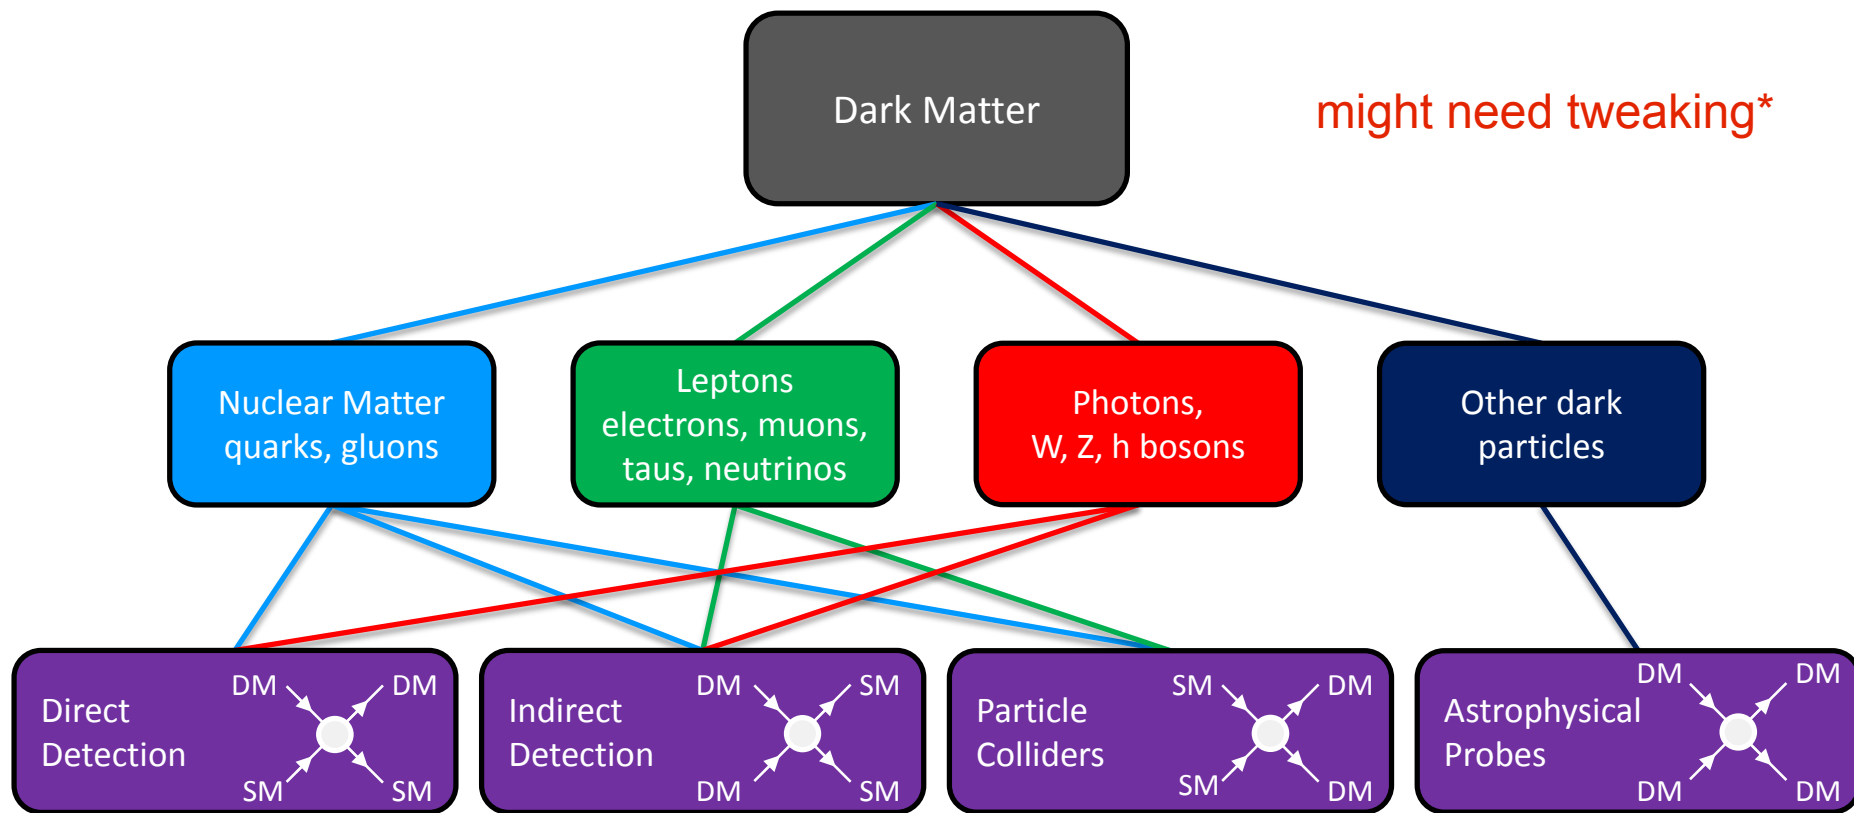 Dark Matter
might need tweaking*
Nuclear Matter
quarks, gluons
Leptons
electrons, muons,
taus, neutrinos
Photons,
W, Z, h bosons
Other dark
particles
Direct
Detection
DM
DM
SM
SM
Indirect
Detection
DM
SM
DM
SM
Particle
Colliders
SM
DM
SM
DM
Astrophysical
Probes
DM
DM
DM
DM